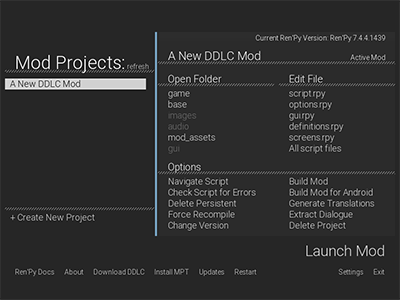 Current Ren'Py Version: Ren'Py 7.4.4.1439
Mod Projects: refresh
A New DDLC Mod
+ Create New Project
A New DDLC Mod Active Mod
Open Folder Edit File
game script.rpy
base options.rpy
images gui.rpy
audio definitions.rpy
mod_assets screens.rpy
gui All script files
Options
Navigate Script Build Mod
Check Script for Errors Build Mod for Android
Delete Persistent Generate Translations
Force Recompile Extract Dialogue
Change Version Delete Project
Launch Mod
Ren'Py Docs About Download DDLC Install MPT Updates Restart Settings Exit